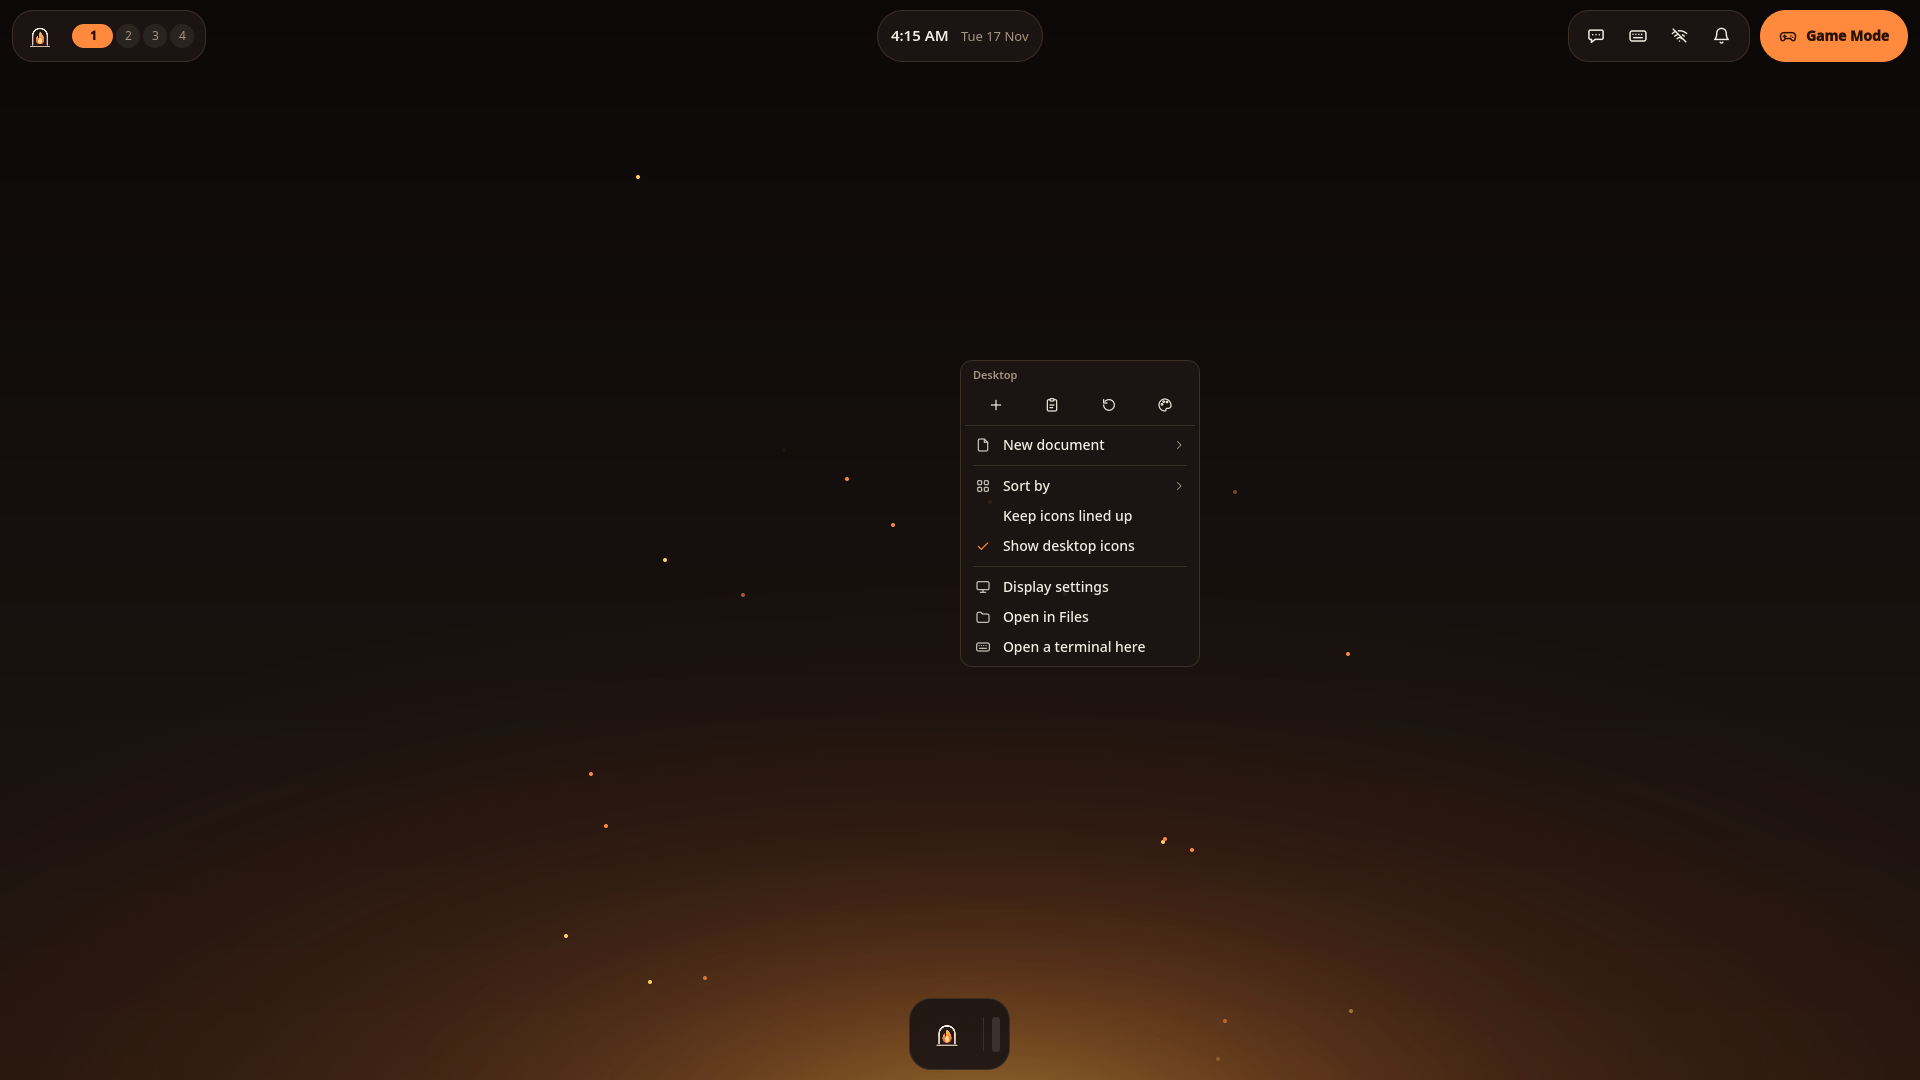 1 2 3 4
4:15 AM Tue 17 Nov
Game Mode
Desktop
New document
Sort by
Keep icons lined up
Show desktop icons
Display settings
Open in Files
Open a terminal here